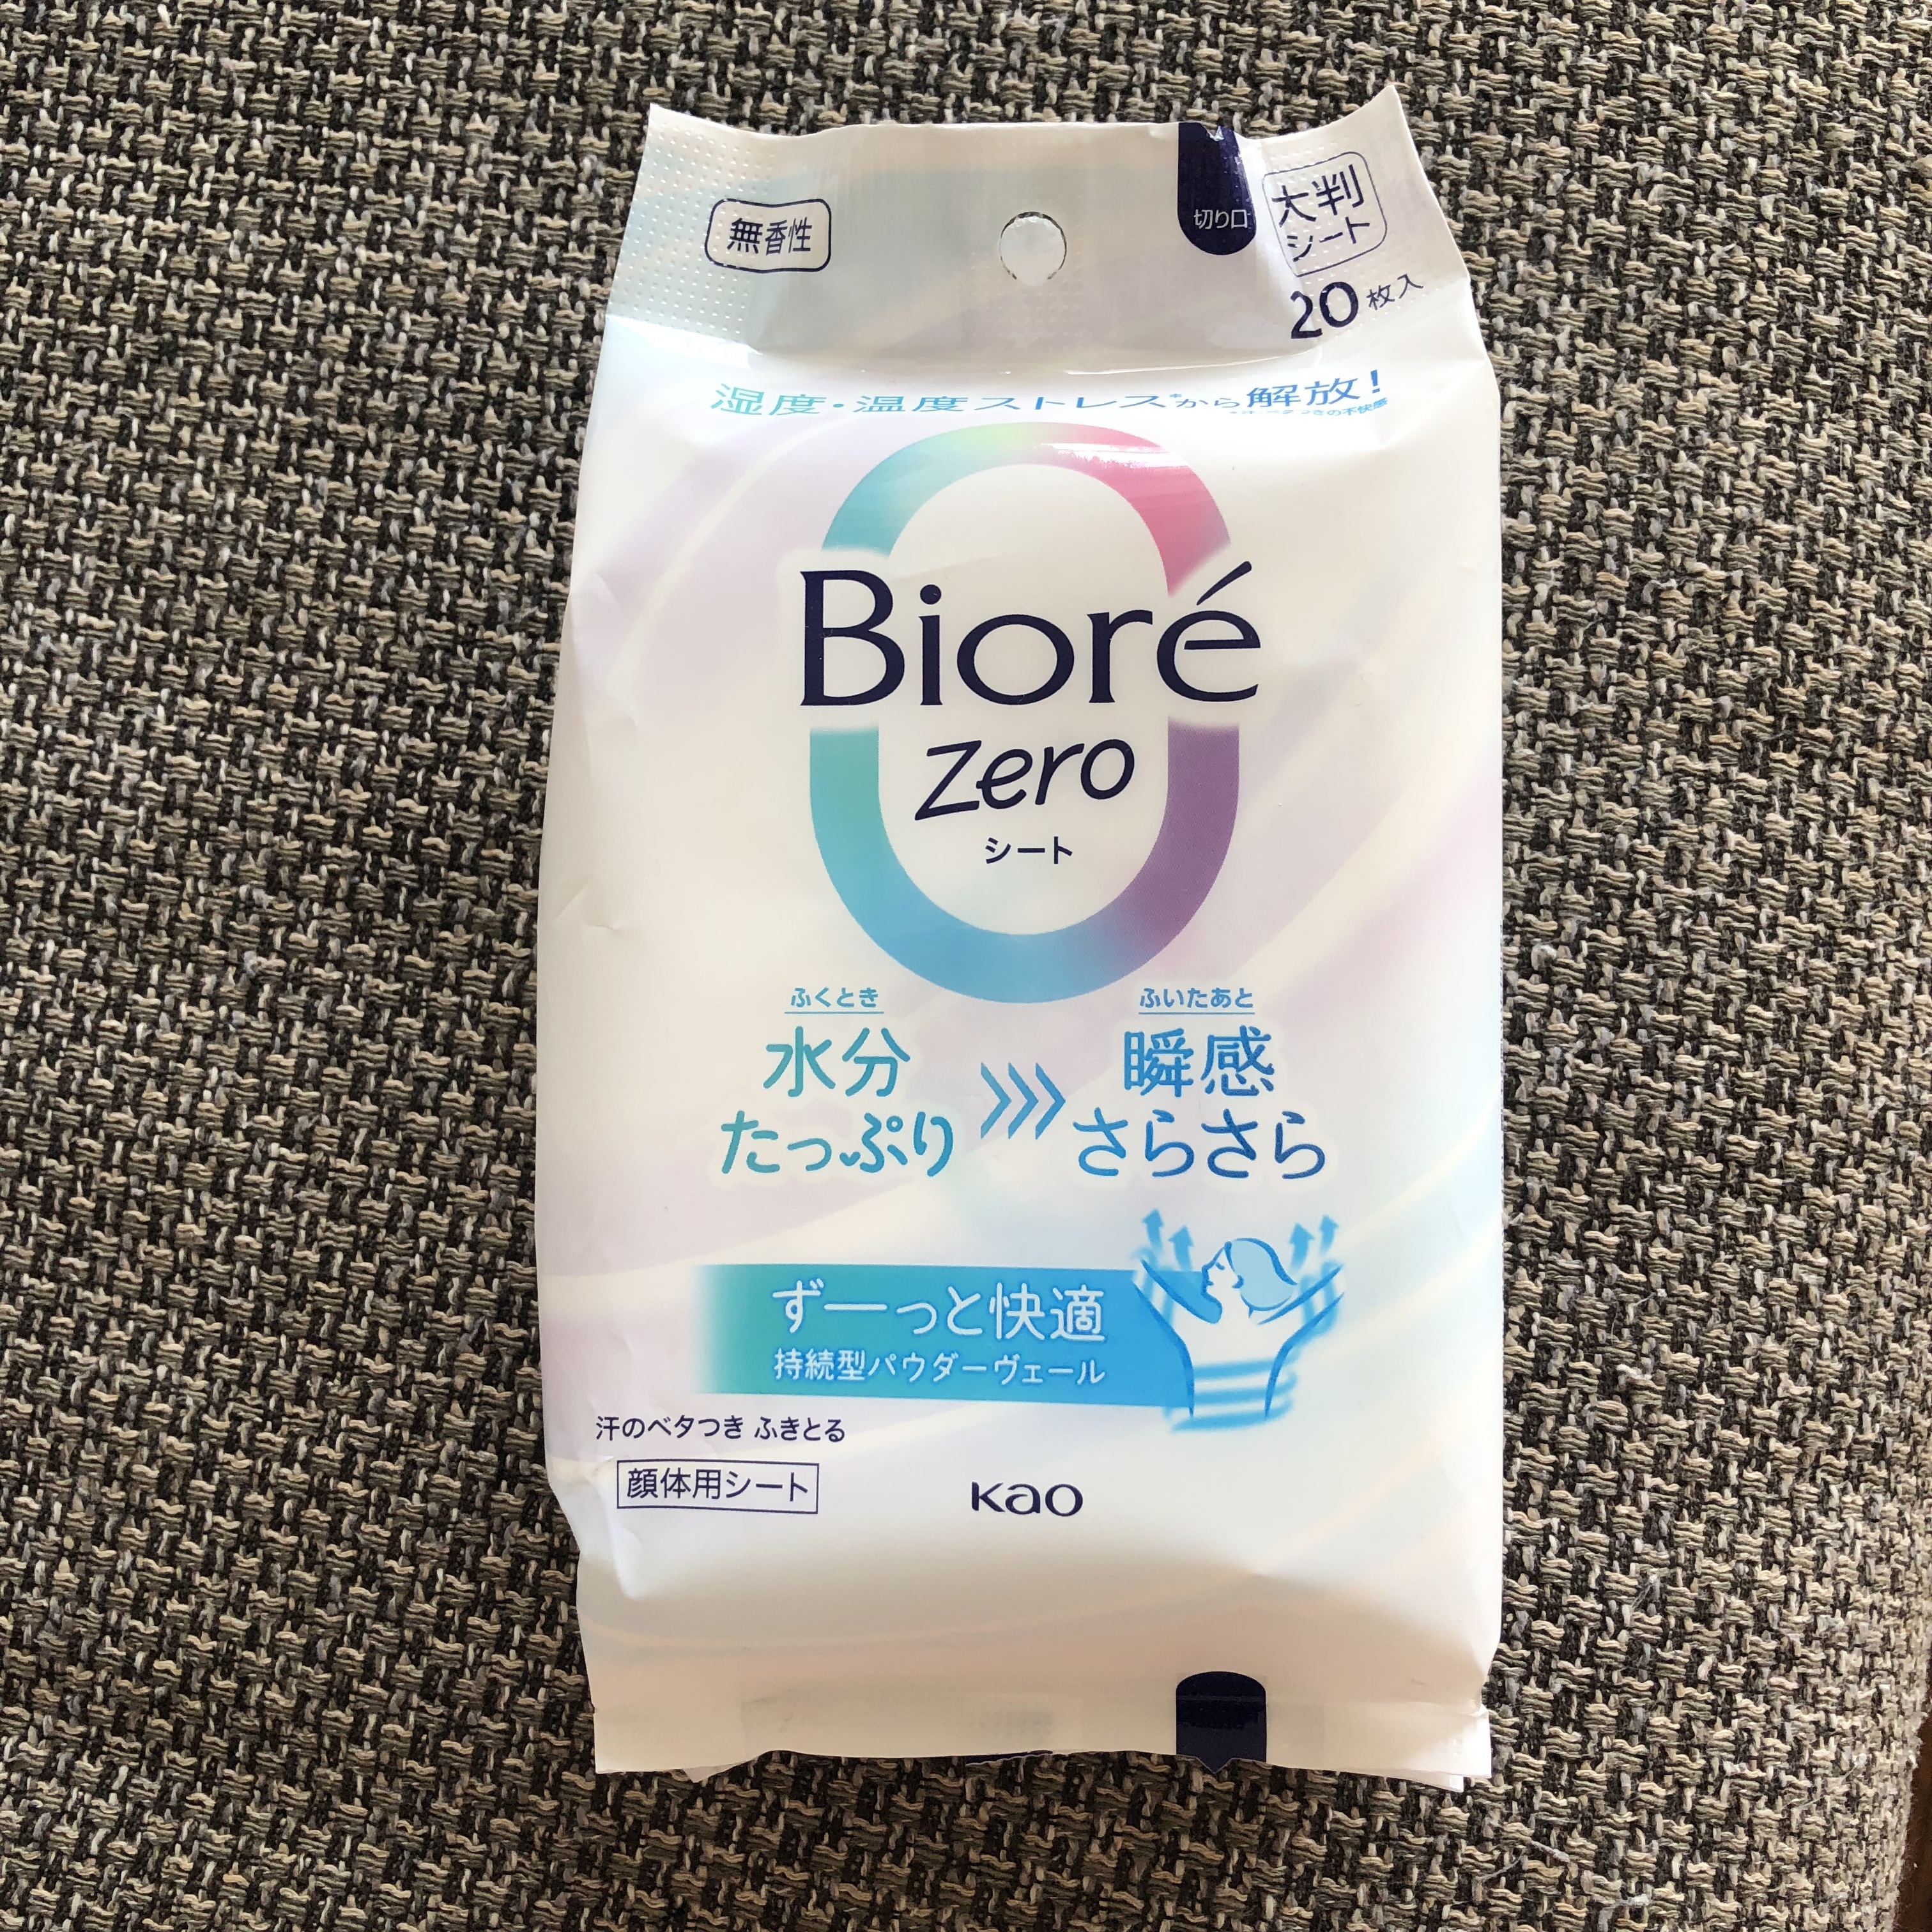 無香性
切り口
大判
シート
20枚入
湿度・温度ストレス*から解放!
の不快感
Bioré
zero
シート
ふくとき
水分
たっぷり
ふいたあと
瞬感
さらさら
ずーっと快適
持続型パウダーヴェール
汗のベタつき ふきとる
顔体用シート
Kao